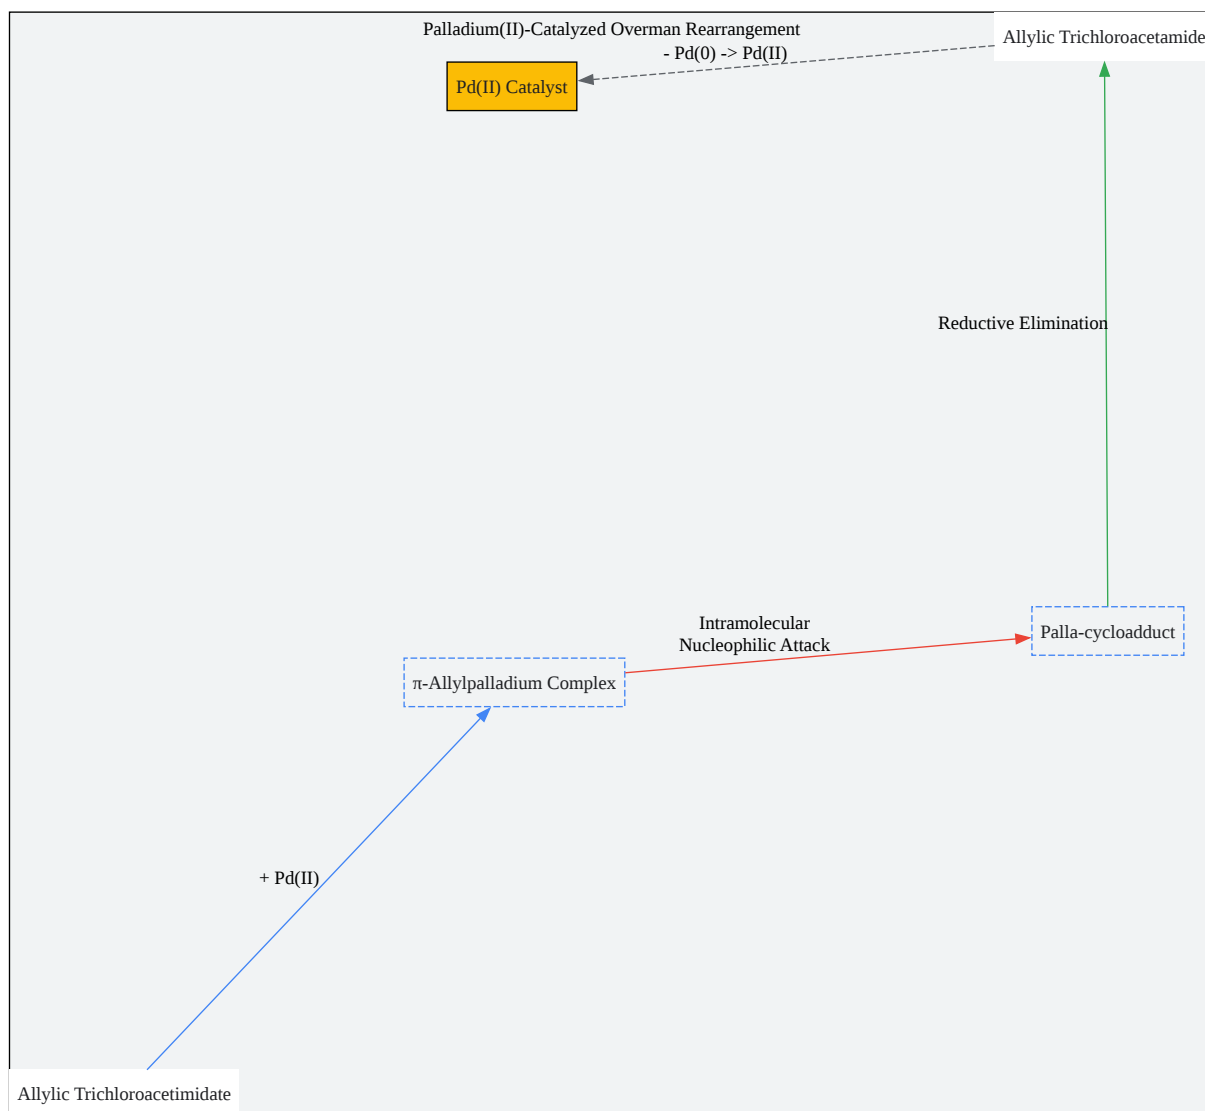 Palladium(II)-Catalyzed Overman Rearrangement
Allylic Trichloroacetamide
- Pd(0) -> Pd(II)
Pd(II) Catalyst
Reductive Elimination
Intramolecular
Nucleophilic Attack
Palla-cycloadduct
π-Allylpalladium Complex
+ Pd(II)
Allylic Trichloroacetimidate